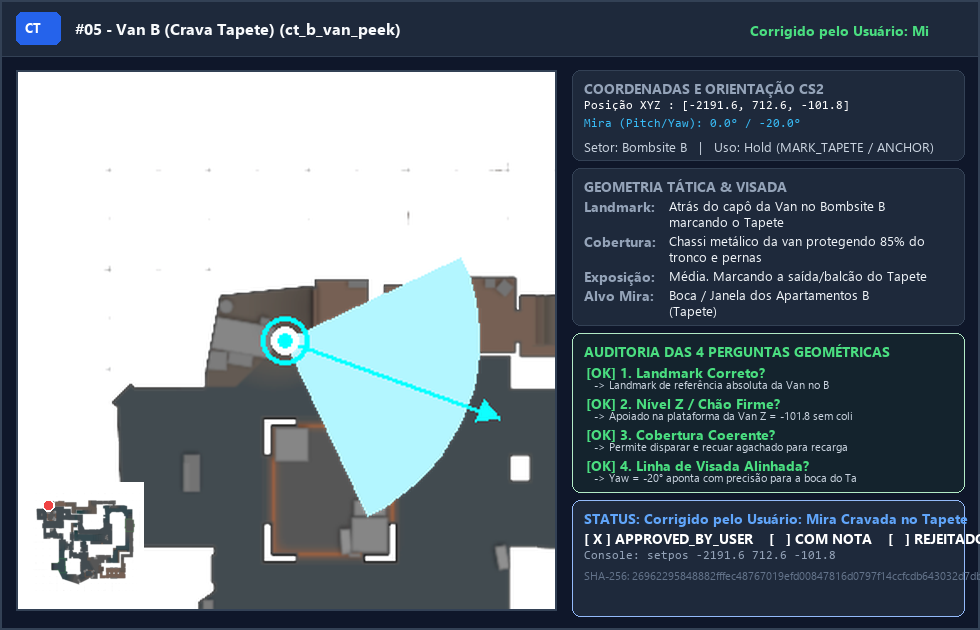 CT
#05 - Van B (Crava Tapete) (ct_b_van_peek)
Corrigido pelo Usuário: Mi
COORDENADAS E ORIENTAÇÃO CS2
Posição XYZ : [-2191.6, 712.6, -101.8]
Mira (Pitch/Yaw): 0.0° / -20.0°
Setor: Bombsite B | Uso: Hold (MARK_TAPETE / ANCHOR)
GEOMETRIA TÁTICA & VISADA
Landmark: Atrás do capô da Van no Bombsite B
marcando o Tapete
Cobertura: Chassi metálico da van protegendo 85% do
tronco e pernas
Exposição: Média. Marcando a saída/balcão do Tapete
Alvo Mira: Boca / Janela dos Apartamentos B
(Tapete)
AUDITORIA DAS 4 PERGUNTAS GEOMÉTRICAS
[OK] 1. Landmark Correto?
-> Landmark de referência absoluta da Van no B
[OK] 2. Nível Z / Chão Firme?
-> Apoiado na plataforma da Van Z = -101.8 sem coli
[OK] 3. Cobertura Coerente?
-> Permite disparar e recuar agachado para recarga
[OK] 4. Linha de Visada Alinhada?
-> Yaw = -20° aponta com precisão para a boca do Ta
STATUS: Corrigido pelo Usuário: Mira Cravada no Tapete
[ X ] APPROVED_BY_USER [ ] COM NOTA [ ] REJEITADO
Console: setpos -2191.6 712.6 -101.8